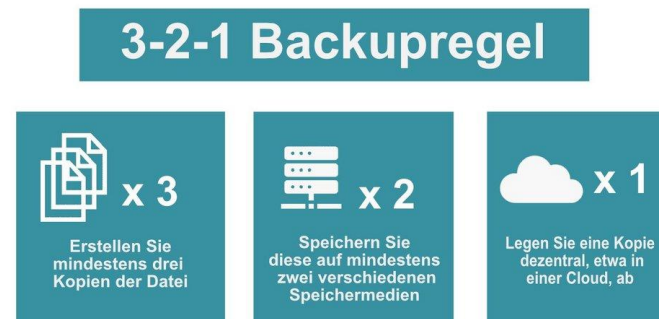 3-2-1 Backupregel
x 3
Erstellen Sie
mindestens drei
Kopien der Datei
x 2
Speichern Sie
diese auf mindestens
zwei verschiedenen
Speichermedien
x 1
Legen Sie eine Kopie
dezentral, etwa in
einer Cloud, ab